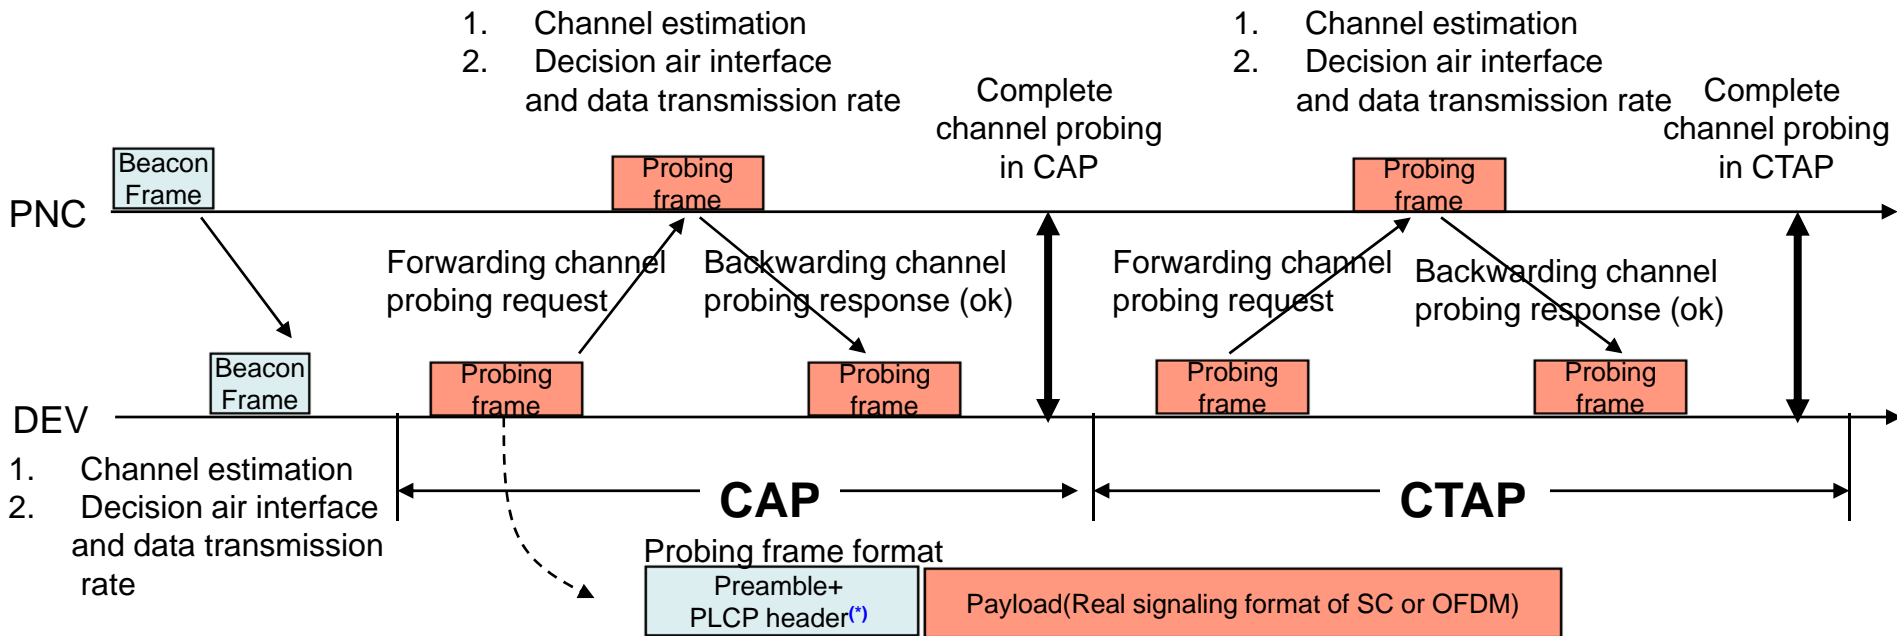 1. Channel estimation
2. Decision air interface
and data transmission rate
Complete
channel probing
in CAP
1. Channel estimation
2. Decision air interface
and data transmission rate
Complete
channel probing
in CTAP
Beacon
Frame
Probing
frame
Probing
frame
PNC
Forwarding channel
probing request
Backwarding channel
probing response (ok)
Forwarding channel
probing request
Backwarding channel
probing response (ok)
Beacon
Frame
Probing
frame
Probing
frame
Probing
frame
Probing
frame
DEV
1. Channel estimation
2. Decision air interface
and data transmission
rate
CAP
CTAP
Probing frame format
Preamble+
PLCP header(*)
Payload(Real signaling format of SC or OFDM)